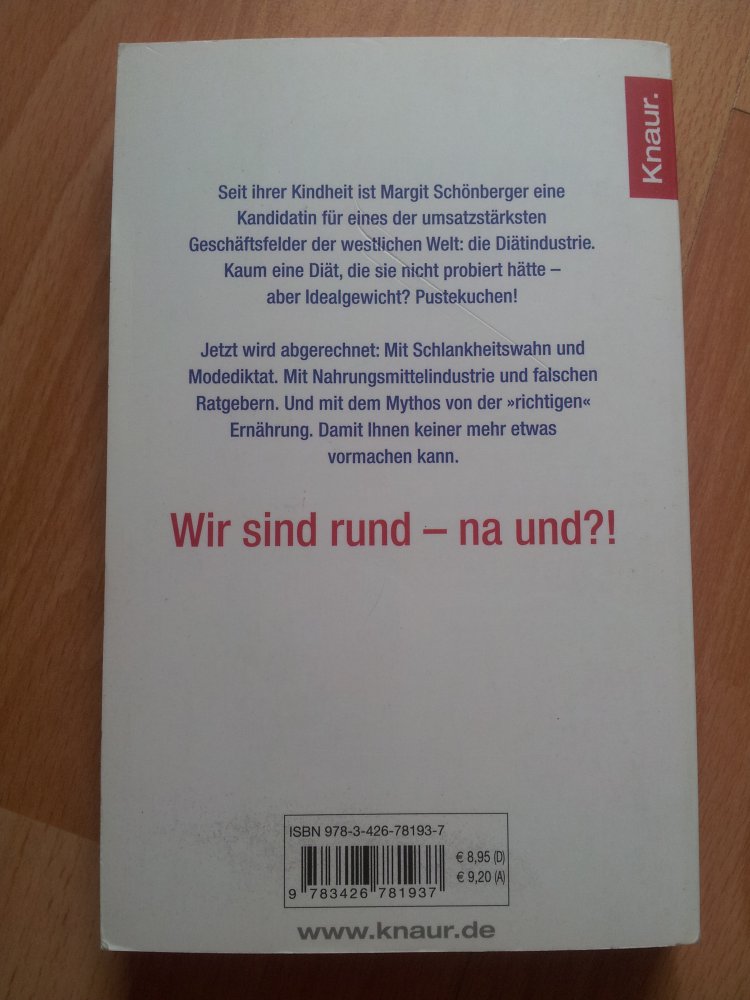 Knaur.
Seit ihrer Kindheit ist Margit Schönberger eine
Kandidatin für eines der umsatzstärksten
Geschäftsfelder der westlichen Welt: die Diätindustrie.
Kaum eine Diät, die sie nicht probiert hätte –
aber Idealgewicht? Pustekuchen!
Jetzt wird abgerechnet: Mit Schlankheitswahn und
Modediktat. Mit Nahrungsmittelindustrie und falschen
Ratgebern. Und mit dem Mythos von der »richtigen«
Ernährung. Damit Ihnen keiner mehr etwas
vormachen kann.
Wir sind rund – na und?!
ISBN 978-3-426-78193-7
€ 8,95 (D)
€ 9,20 (A)
9 783426 781937
www.knaur.de